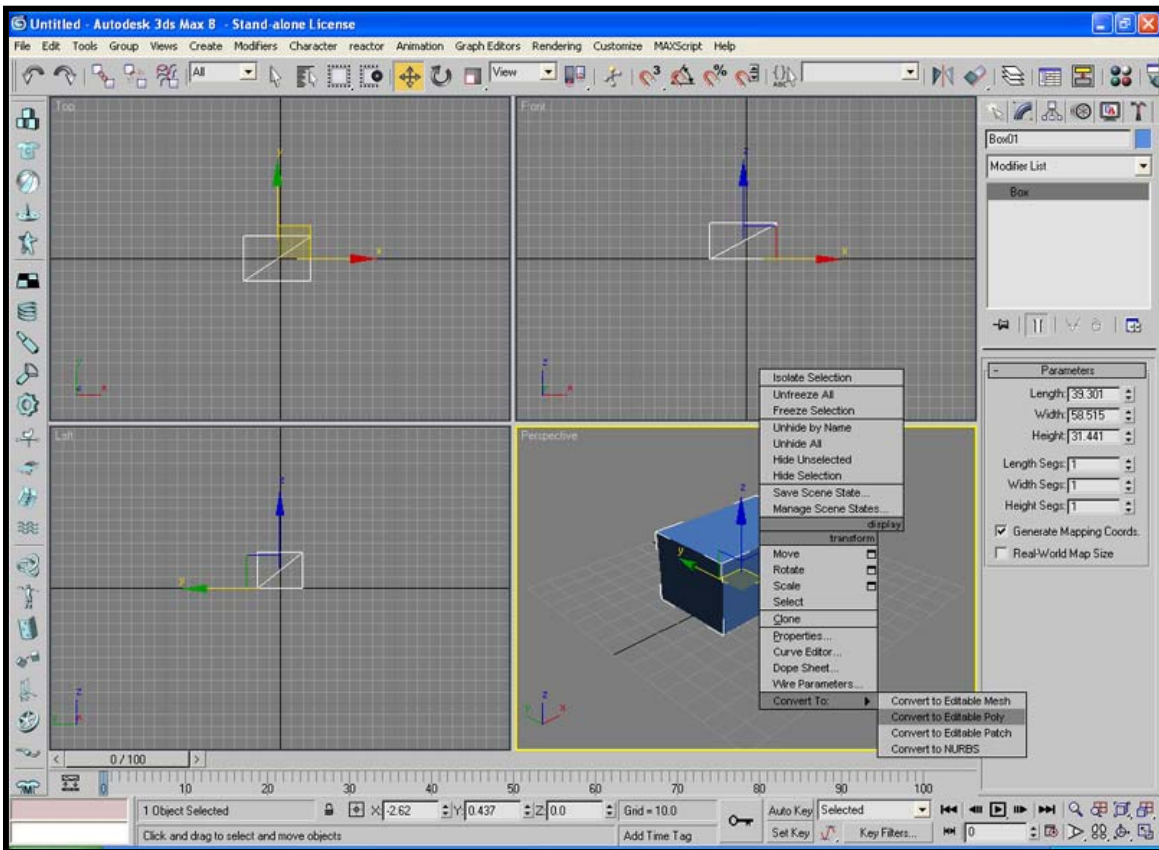 Untitled - Autodesk 3ds Max 8 - Stand-alone License
File Edit Tools Group Views Create Modifiers Character reactor Animation Graph Editors Rendering Customize MAXScript Help
All
View
3
%
ABC
Top
y
x
Front
z
x
Box01
Modifier List
Box
Parameters
Length: 39.301
Width: 58.515
Height: 31.441
Length Segs: 1
Width Segs: 1
Height Segs: 1
Generate Mapping Coords.
Real-World Map Size
Left
z
y
Perspective
z
y
Isolate Selection
Unfreeze All
Freeze Selection
Unhide by Name
Unhide All
Hide Unselected
Hide Selection
Save Scene State...
Manage Scene States...
display
transform
Move
Rotate
Scale
Select
Clone
Properties...
Curve Editor...
Dope Sheet...
Wire Parameters...
Convert To:
Convert to Editable Mesh
Convert to Editable Poly
Convert to Editable Patch
Convert to NURBS
< 0 / 100 >
0 10 20 30 40 50 60 70 80 90 100
1 Object Selected
X: -2.62 Y: 0.437 Z: 0.0
Grid = 10.0
Auto Key Selected
Click and drag to select and move objects
Add Time Tag
Set Key Key Filters...
0